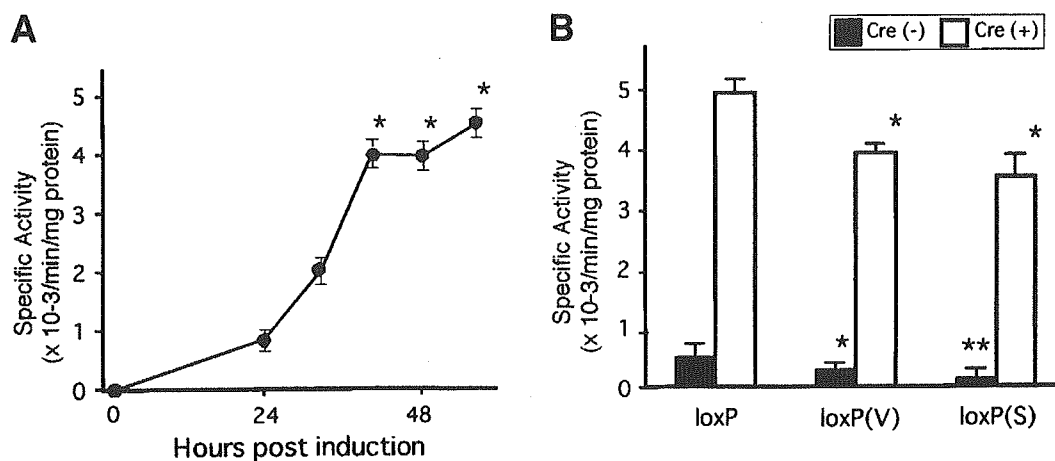 A
Specific Activity
(x 10-3/min/mg protein)
5
4
3
2
1
0
* * *
0 24 48
Hours post induction
B
Cre (-) Cre (+)
Specific Activity
(x 10-3/min/mg protein)
5
4
3
2
1
0
* *
* **
loxP loxP(V) loxP(S)